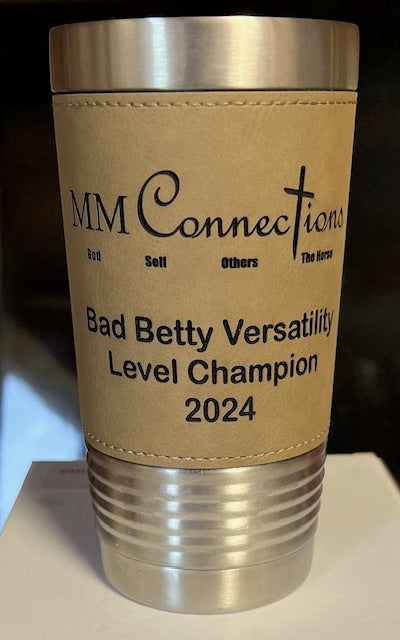 MM Connections
God Self Others The Horse
Bad Betty Versatility
Level Champion
2024